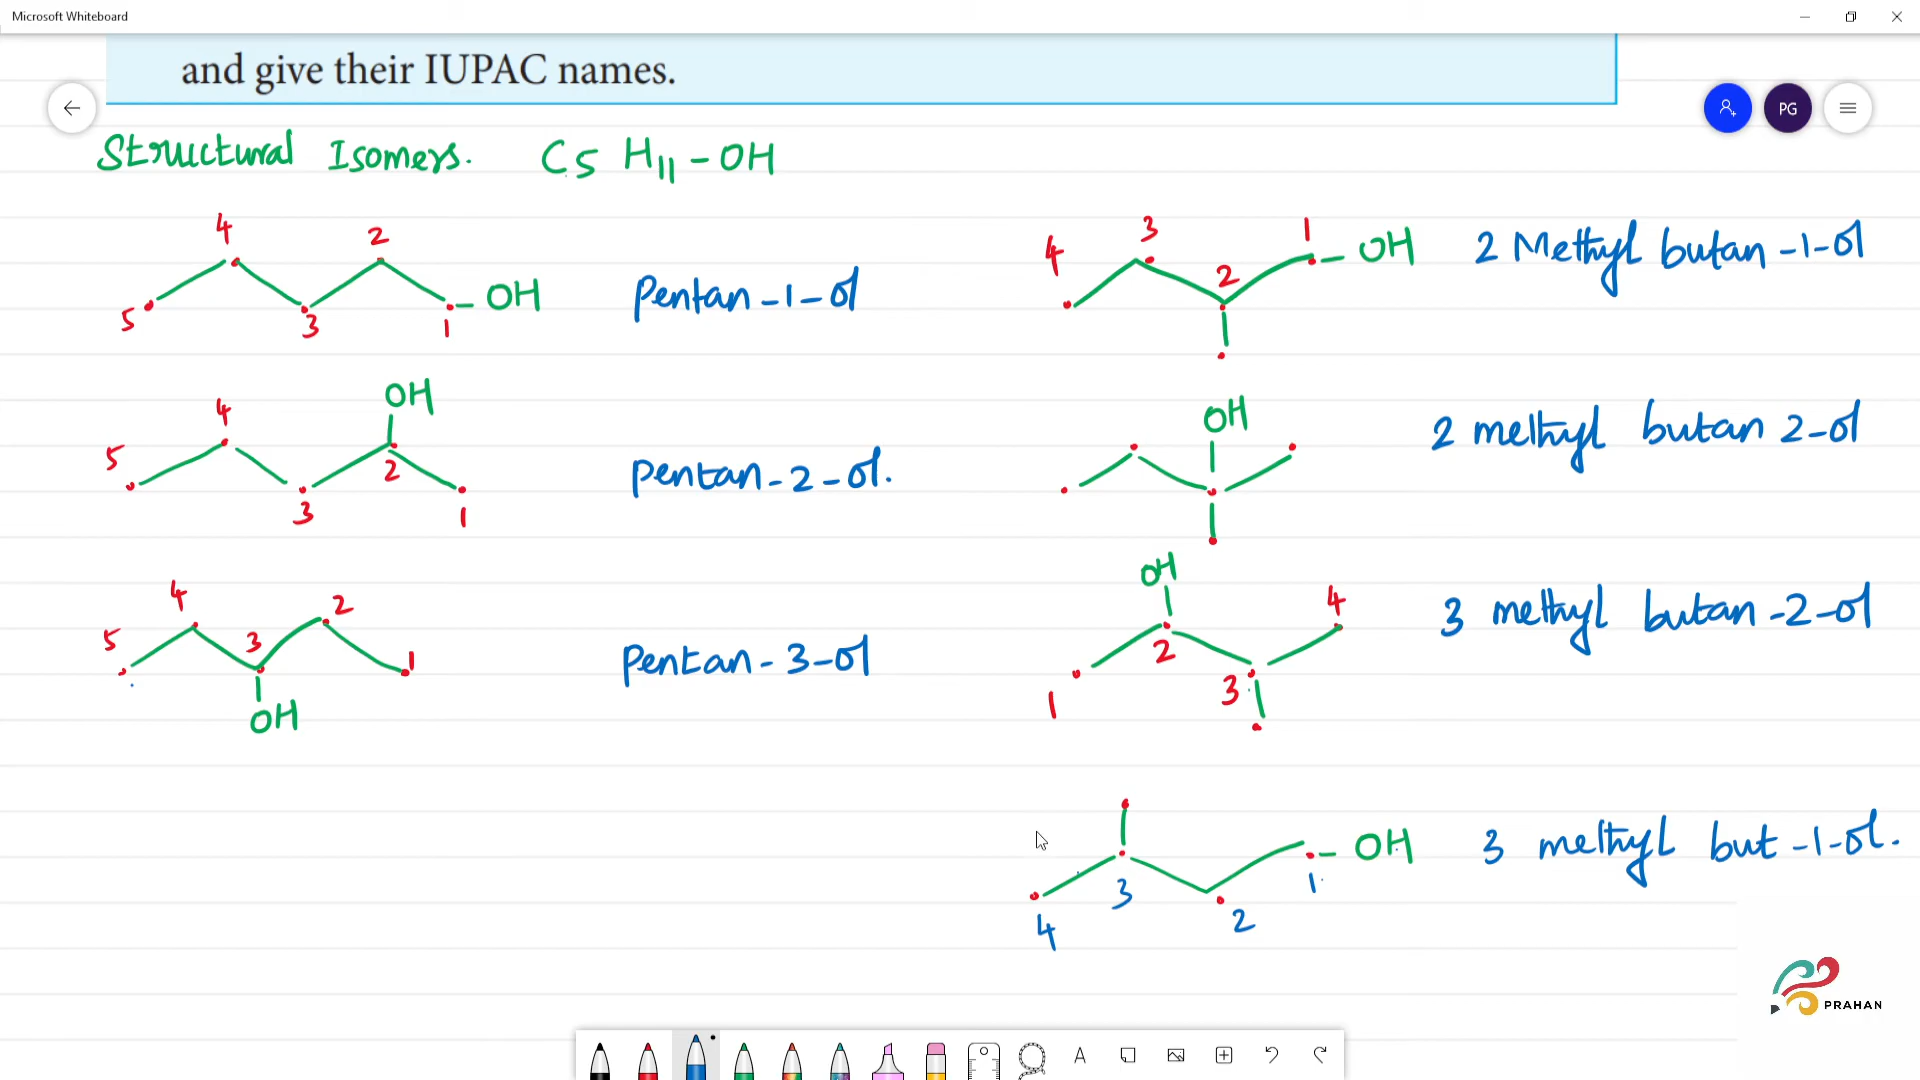 Microsoft Whiteboard
and give their IUPAC names.
PG
Structural Isomers. C5 H11 - OH
4 2
5 3 1 - OH
Pentan - 1 - ol
4 3 1 - OH
2
2 Methyl butan - 1 - ol
OH
4
5 2
3 1
Pentan - 2 - ol.
OH
2 methyl butan 2 - ol
4 2
5 3 1
OH
Pentan - 3 - ol
OH
4
2
1 3
3 methyl butan - 2 - ol
- OH
4 3 2 1
3 methyl but - 1 - ol.
PRAHAN
A